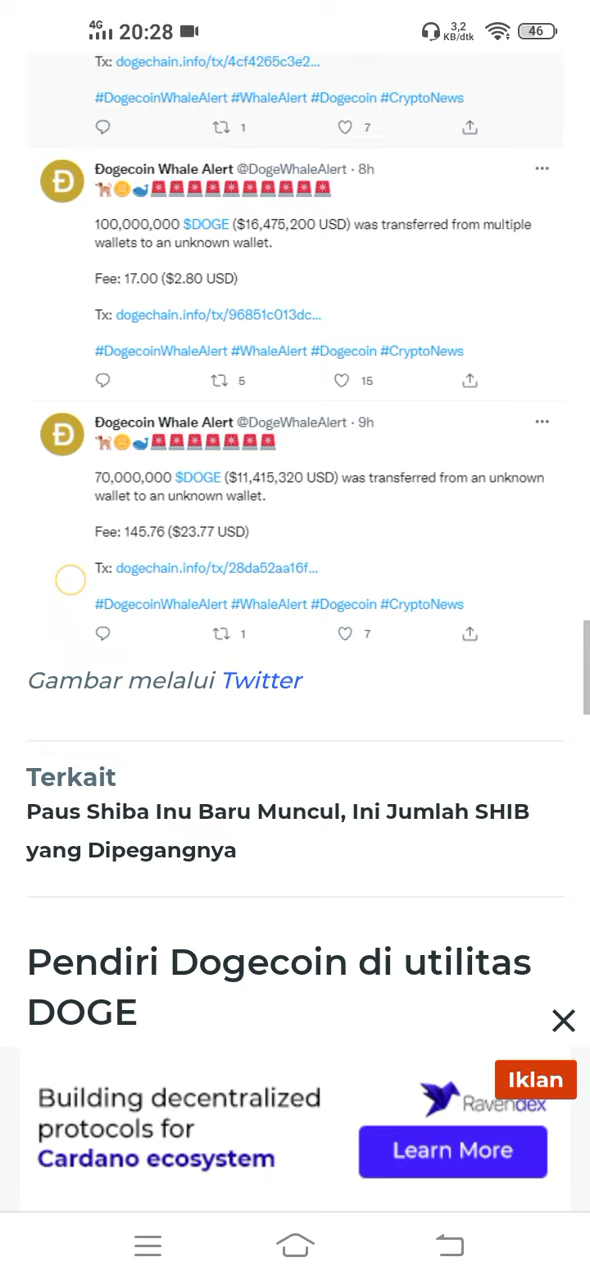 4G 20:28 3,2 KB/dtk 46
Tx: dogechain.info/tx/4cf4265c3e2...
#DogecoinWhaleAlert #WhaleAlert #Dogecoin #CryptoNews
1 7
Ðogecoin Whale Alert @DogeWhaleAlert · 8h
100,000,000 $DOGE ($16,475,200 USD) was transferred from multiple
wallets to an unknown wallet.
Fee: 17.00 ($2.80 USD)
Tx: dogechain.info/tx/96851c013dc...
#DogecoinWhaleAlert #WhaleAlert #Dogecoin #CryptoNews
5 15
Ðogecoin Whale Alert @DogeWhaleAlert · 9h
70,000,000 $DOGE ($11,415,320 USD) was transferred from an unknown
wallet to an unknown wallet.
Fee: 145.76 ($23.77 USD)
Tx: dogechain.info/tx/28da52aa16f...
#DogecoinWhaleAlert #WhaleAlert #Dogecoin #CryptoNews
1 7
Gambar melalui Twitter
Terkait
Paus Shiba Inu Baru Muncul, Ini Jumlah SHIB
yang Dipegangnya
Pendiri Dogecoin di utilitas
DOGE
Iklan
Building decentralized
protocols for
Cardano ecosystem
Ravendex
Learn More